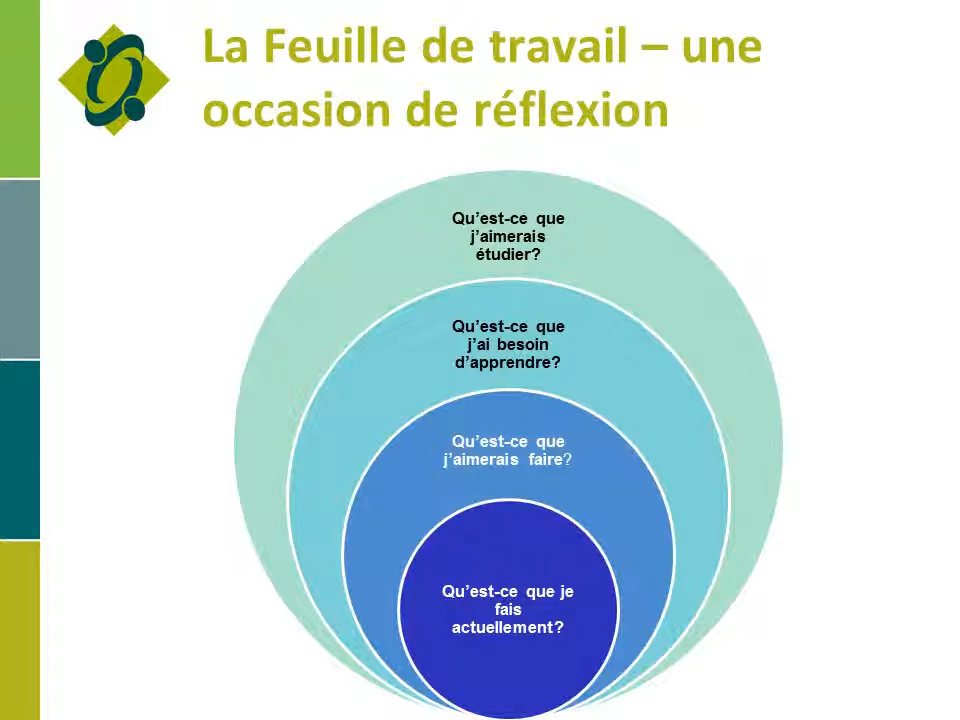 La Feuille de travail – une
occasion de réflexion
Qu’est-ce que
j’aimerais
étudier?
Qu’est-ce que
j’ai besoin
d’apprendre?
Qu’est-ce que
j’aimerais faire?
Qu’est-ce que je
fais
actuellement?